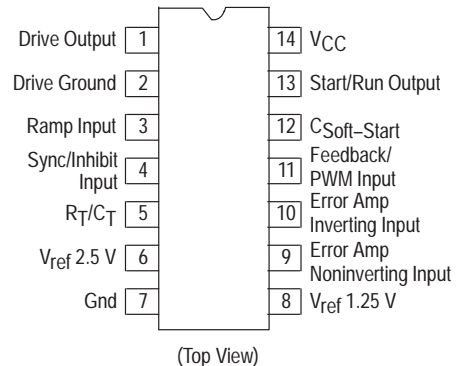 Drive Output 1
Drive Ground 2
Ramp Input 3
Sync/Inhibit
Input 4
RT/CT 5
Vref 2.5 V 6
Gnd 7
14 VCC
13 Start/Run Output
12 CSoft–Start
11 Feedback/
PWM Input
10 Error Amp
Inverting Input
9 Error Amp
Noninverting Input
8 Vref 1.25 V
(Top View)